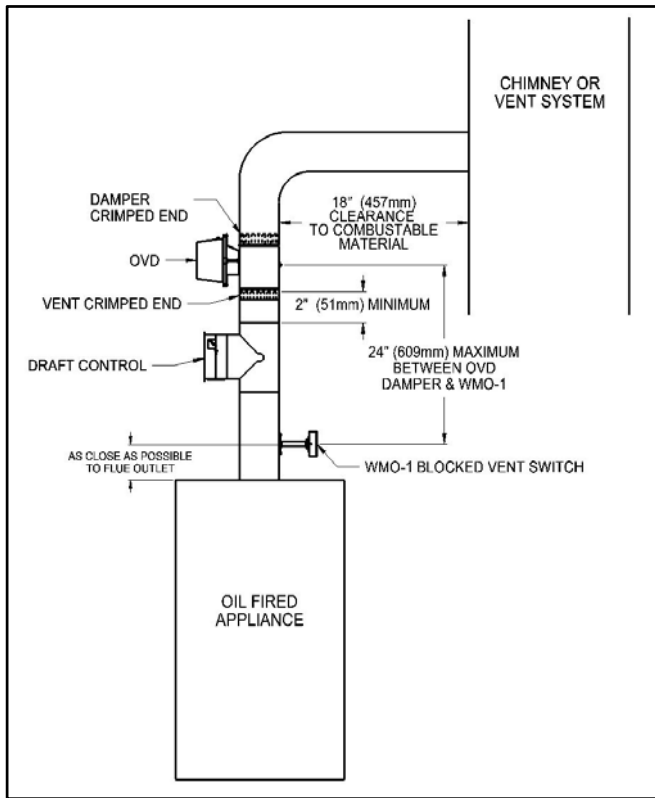 CHIMNEY OR
VENT SYSTEM
DAMPER
CRIMPED END
18" (457mm)
CLEARANCE
TO COMBUSTABLE
MATERIAL
OVD
VENT CRIMPED END
2" (51mm) MINIMUM
DRAFT CONTROL
24" (609mm) MAXIMUM
BETWEEN OVD
DAMPER & WMO-1
AS CLOSE AS POSSIBLE
TO FLUE OUTLET
WMO-1 BLOCKED VENT SWITCH
OIL FIRED
APPLIANCE